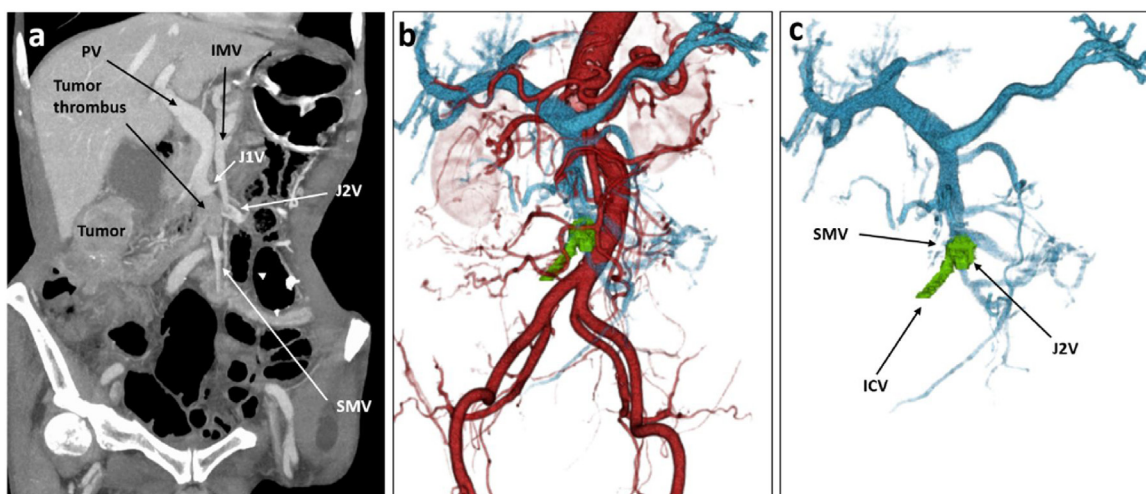 a
PV
IMV
Tumor
thrombus
J1V
J2V
Tumor
SMV
b
c
SMV
J2V
ICV